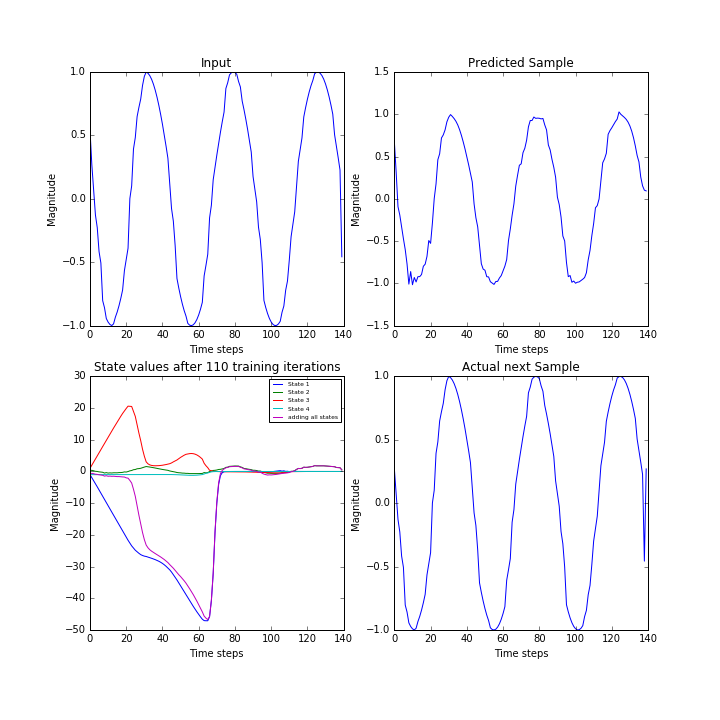 Input
1.0
0.5
0.0
−0.5
−1.0
Magnitude
0 20 40 60 80 100 120 140
Time steps
Predicted Sample
1.5
1.0
0.5
0.0
−0.5
−1.0
−1.5
Magnitude
0 20 40 60 80 100 120 140
Time steps
State values after 110 training iterations
30
20
10
0
−10
−20
−30
−40
−50
Magnitude
State 1
State 2
State 3
State 4
adding all states
0 20 40 60 80 100 120 140
Time steps
Actual next Sample
1.0
0.5
0.0
−0.5
−1.0
Magnitude
0 20 40 60 80 100 120 140
Time steps